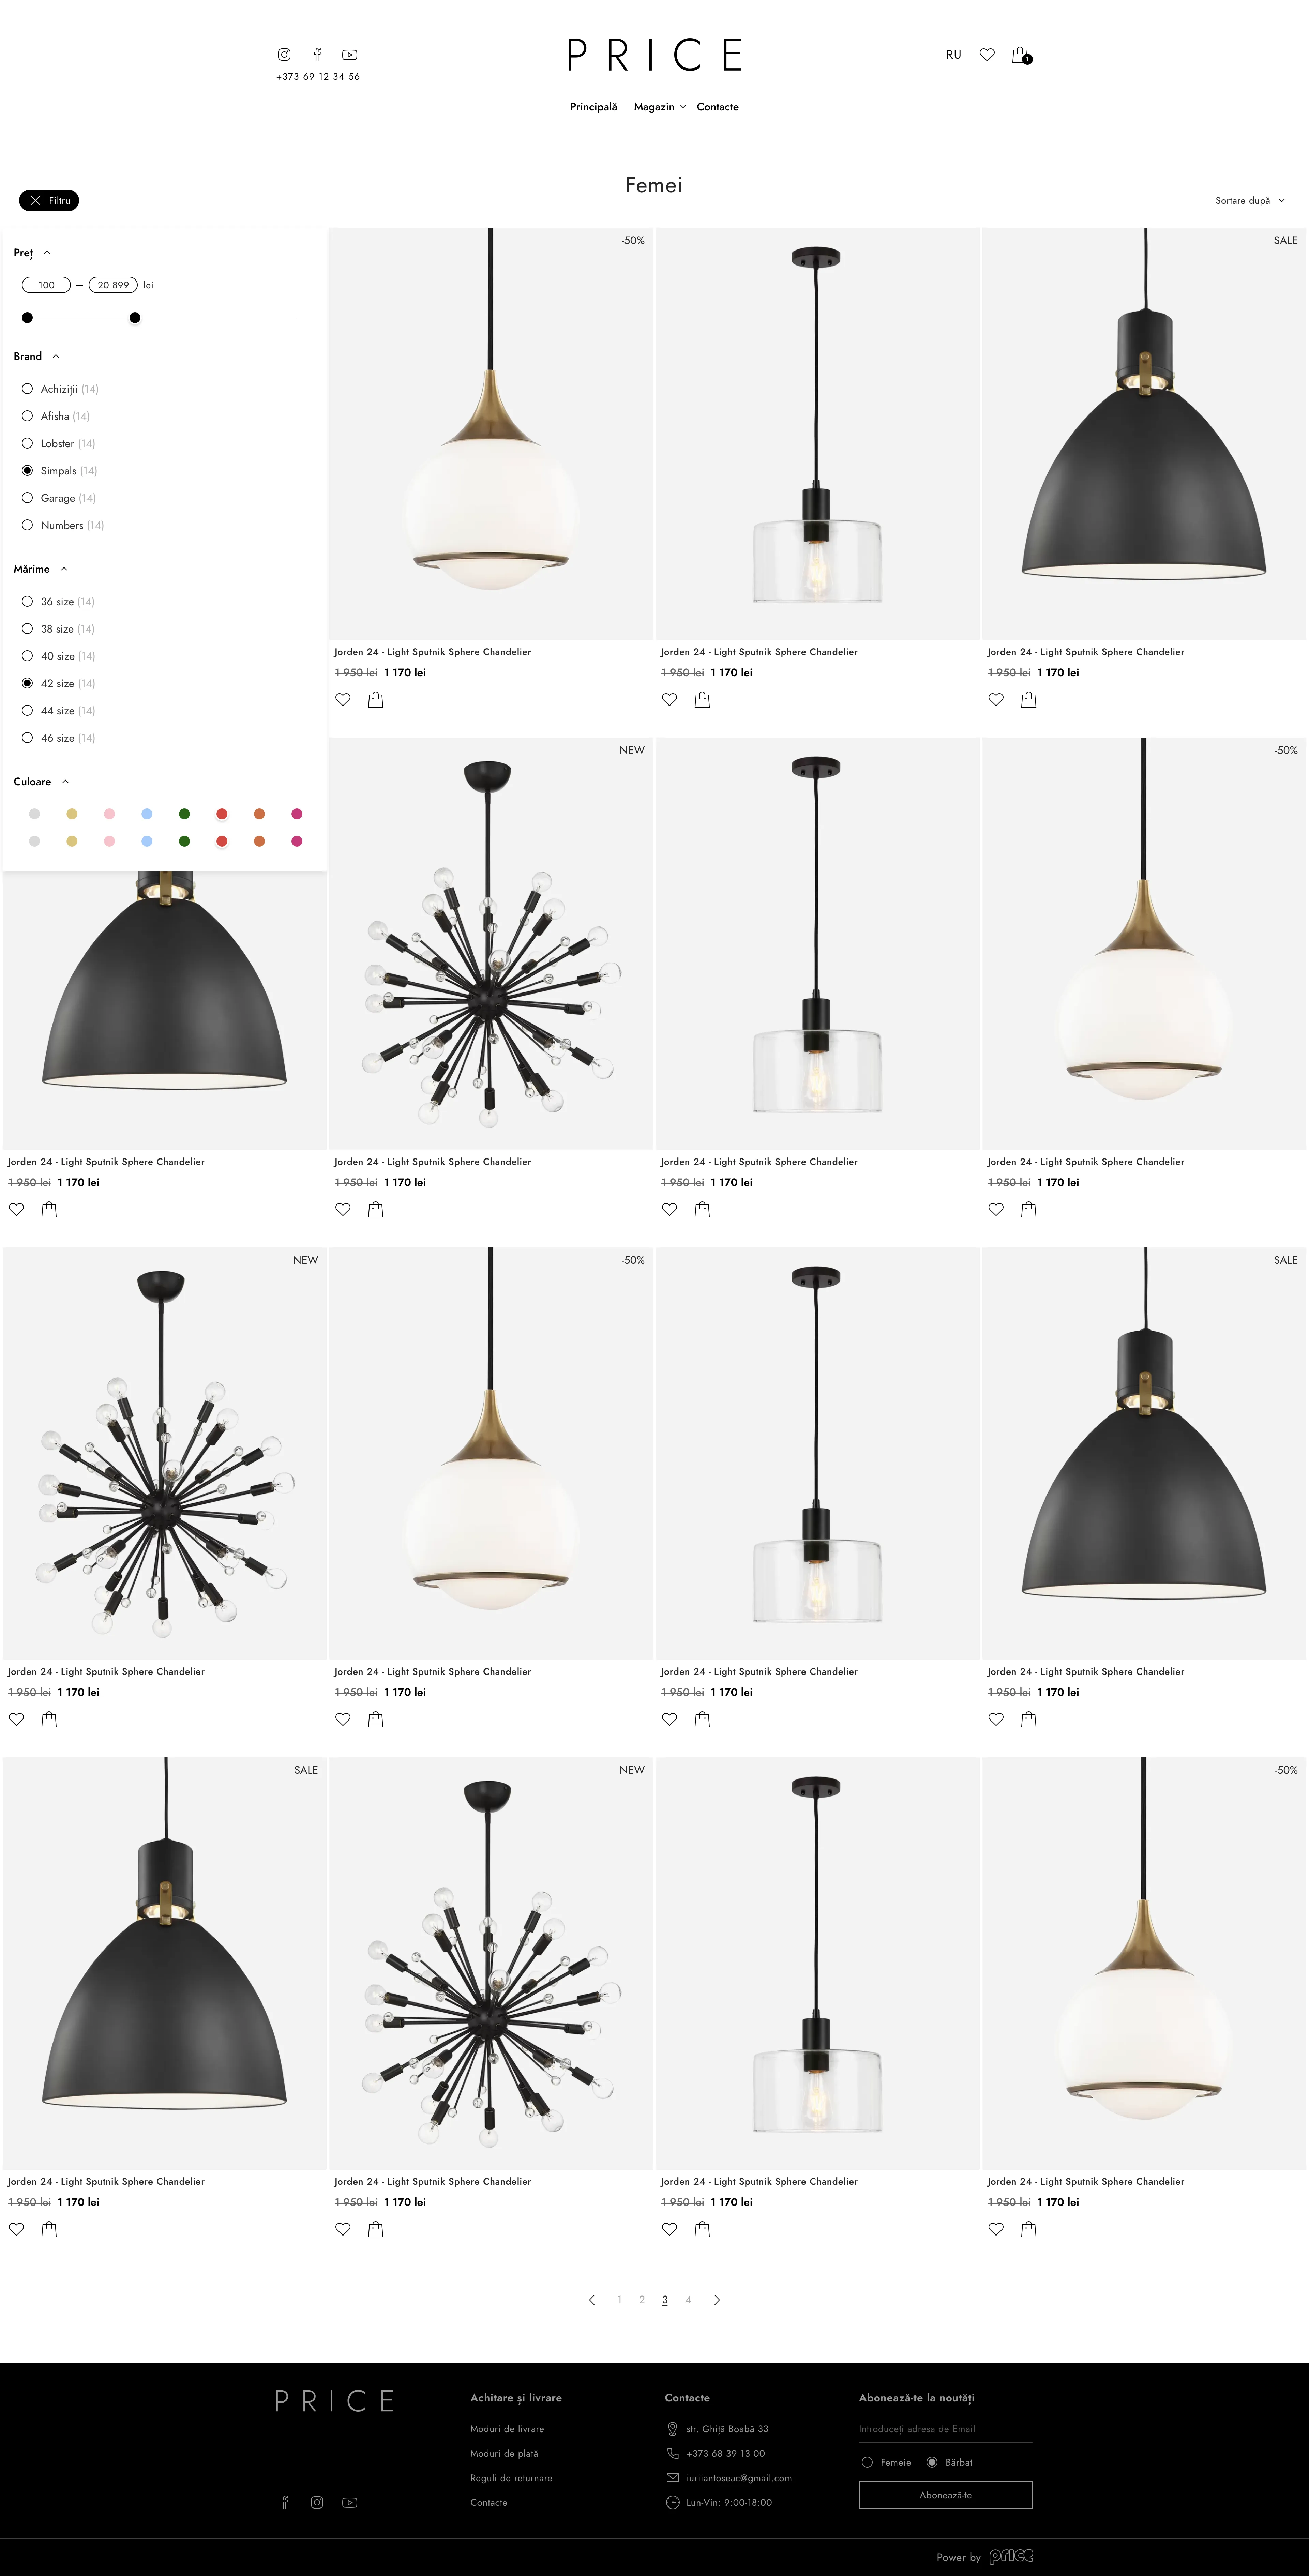 PRICE
RU
1
+373 69 12 34 56
Principală Magazin Contacte
Femei
Filtru
Sortare după
Preț
100 — 20 899 lei
Brand
Achiziții (14)
Afisha (14)
Lobster (14)
Simpals (14)
Garage (14)
Numbers (14)
Mărime
36 size (14)
38 size (14)
40 size (14)
42 size (14)
44 size (14)
46 size (14)
Culoare
-50%
SALE
Jorden 24 - Light Sputnik Sphere Chandelier
1 950 lei 1 170 lei
Jorden 24 - Light Sputnik Sphere Chandelier
1 950 lei 1 170 lei
Jorden 24 - Light Sputnik Sphere Chandelier
1 950 lei 1 170 lei
NEW
-50%
Jorden 24 - Light Sputnik Sphere Chandelier
1 950 lei 1 170 lei
Jorden 24 - Light Sputnik Sphere Chandelier
1 950 lei 1 170 lei
Jorden 24 - Light Sputnik Sphere Chandelier
1 950 lei 1 170 lei
Jorden 24 - Light Sputnik Sphere Chandelier
1 950 lei 1 170 lei
NEW
-50%
SALE
Jorden 24 - Light Sputnik Sphere Chandelier
1 950 lei 1 170 lei
Jorden 24 - Light Sputnik Sphere Chandelier
1 950 lei 1 170 lei
Jorden 24 - Light Sputnik Sphere Chandelier
1 950 lei 1 170 lei
Jorden 24 - Light Sputnik Sphere Chandelier
1 950 lei 1 170 lei
SALE
NEW
-50%
Jorden 24 - Light Sputnik Sphere Chandelier
1 950 lei 1 170 lei
Jorden 24 - Light Sputnik Sphere Chandelier
1 950 lei 1 170 lei
Jorden 24 - Light Sputnik Sphere Chandelier
1 950 lei 1 170 lei
Jorden 24 - Light Sputnik Sphere Chandelier
1 950 lei 1 170 lei
1 2 3 4
PRICE
Achitare și livrare
Moduri de livrare
Moduri de plată
Reguli de returnare
Contacte
Contacte
str. Ghiță Boabă 33
+373 68 39 13 00
iuriiantoseac@gmail.com
Lun-Vin: 9:00-18:00
Abonează-te la noutăți
Introduceți adresa de Email
Femeie Bărbat
Abonează-te
Power by price